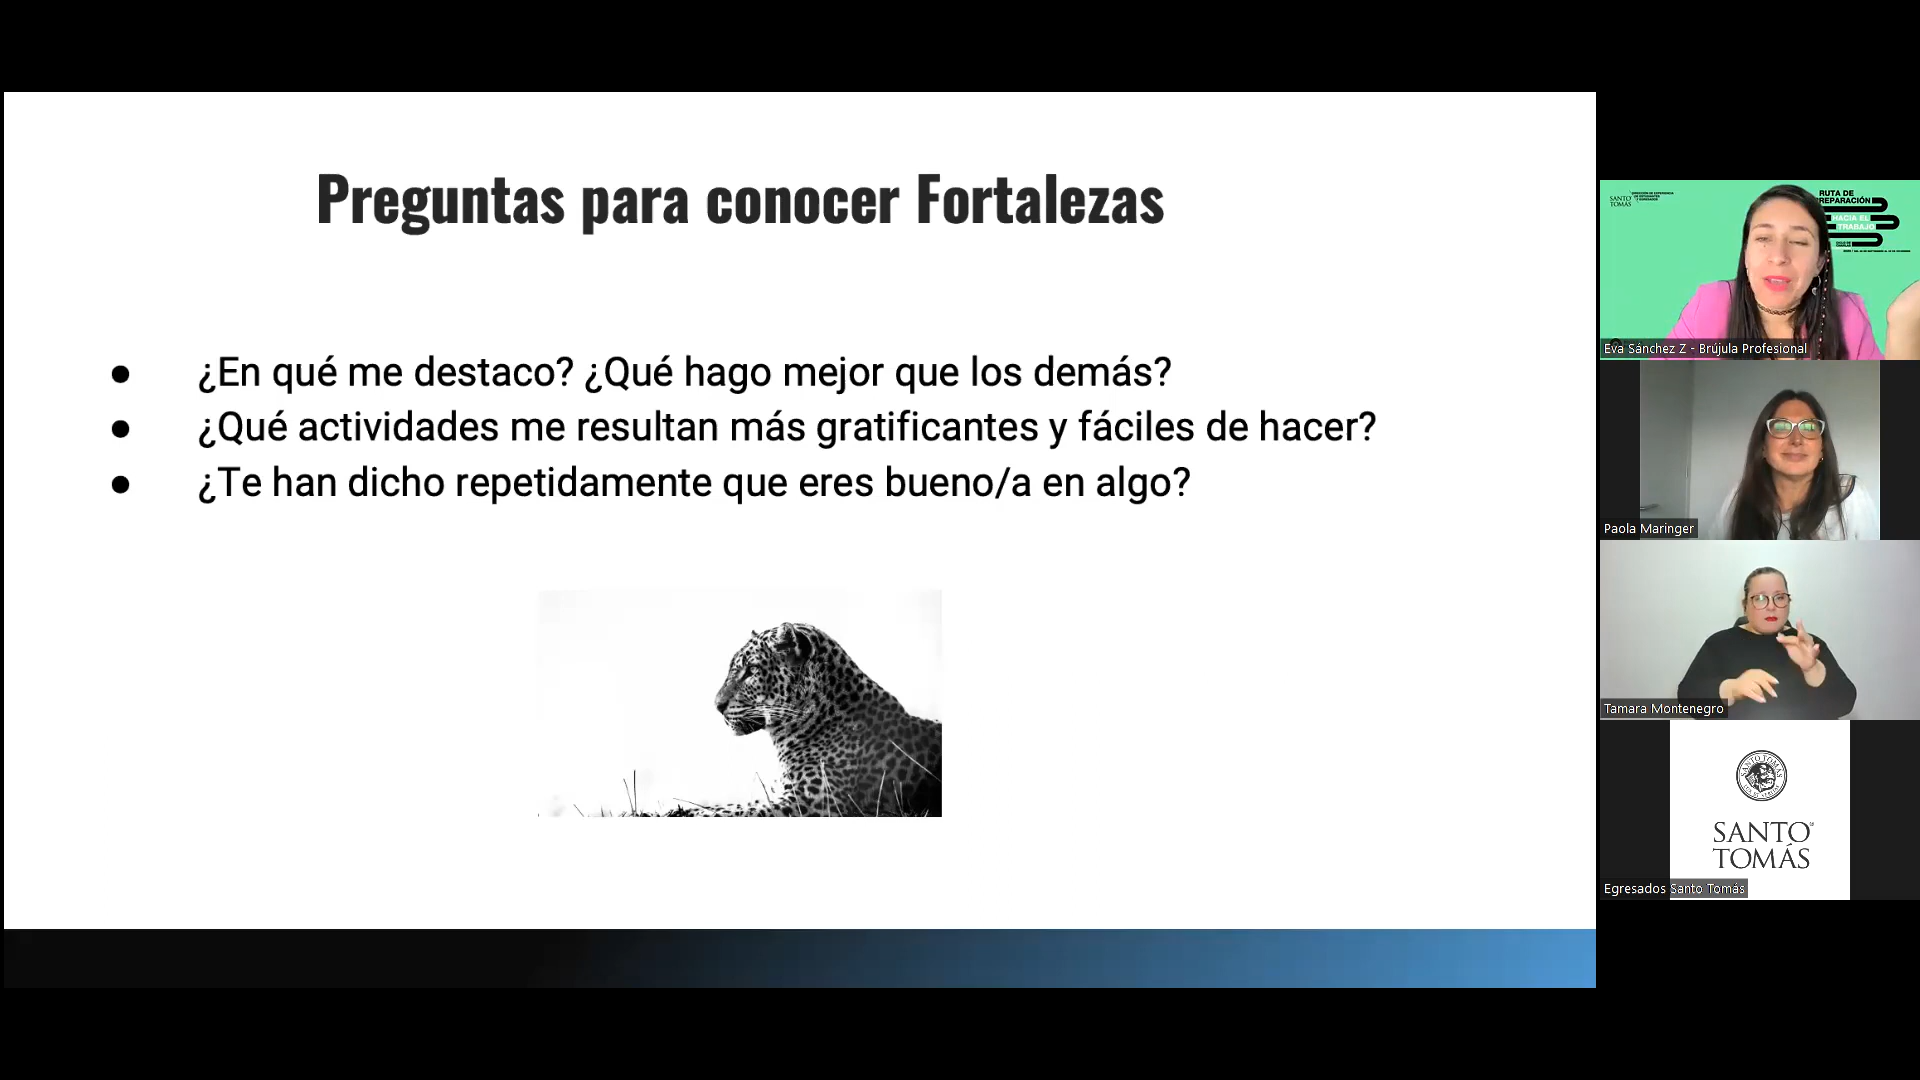 Preguntas para conocer Fortalezas
● ¿En qué me destaco? ¿Qué hago mejor que los demás?
● ¿Qué actividades me resultan más gratificantes y fáciles de hacer?
● ¿Te han dicho repetidamente que eres bueno/a en algo?
SANTO
TOMÁS
RUTA DE
PREPARACIÓN
HACIA EL
TRABAJO
Eva Sánchez Z - Brújula Profesional
Paola Maringer
Tamara Montenegro
SANTO
TOMÁS
Egresados Santo Tomás